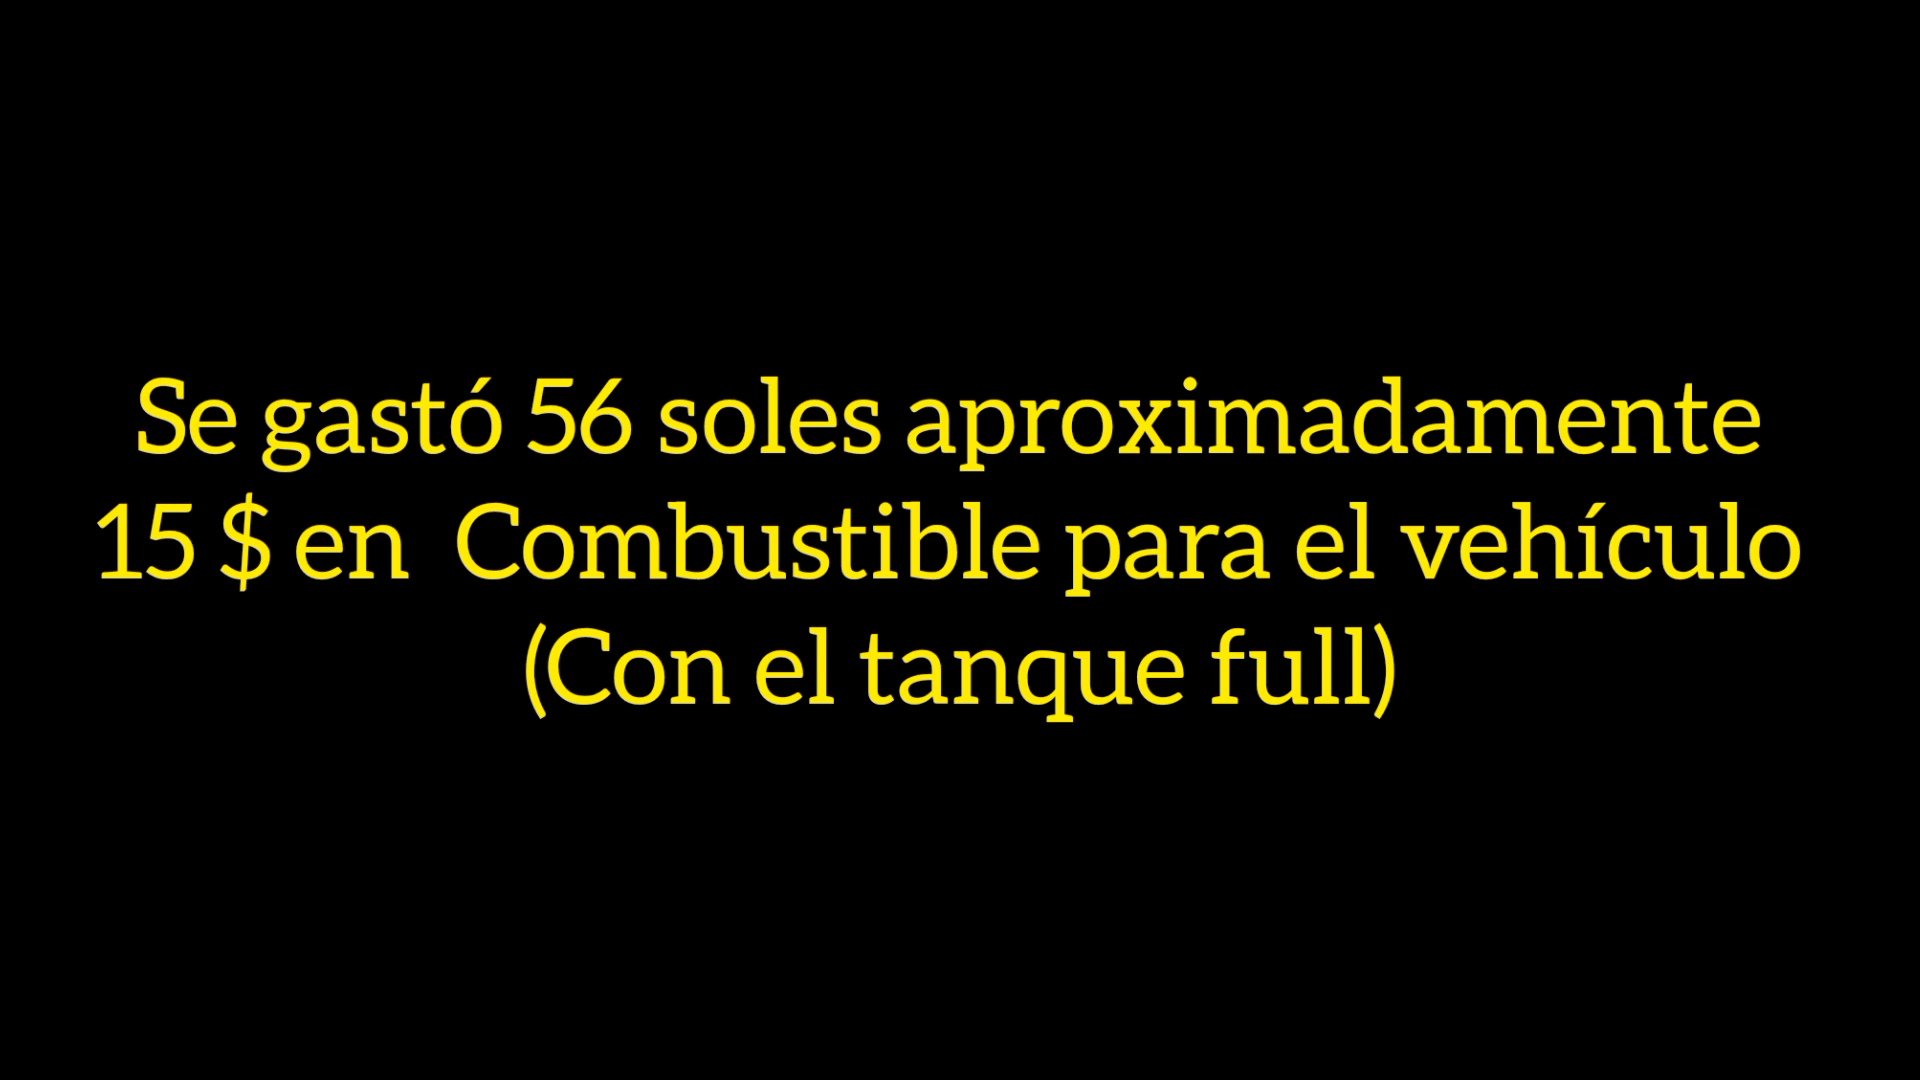 Se gastó 56 soles aproximadamente
15 $ en  Combustible para el vehículo
(Con el tanque full)